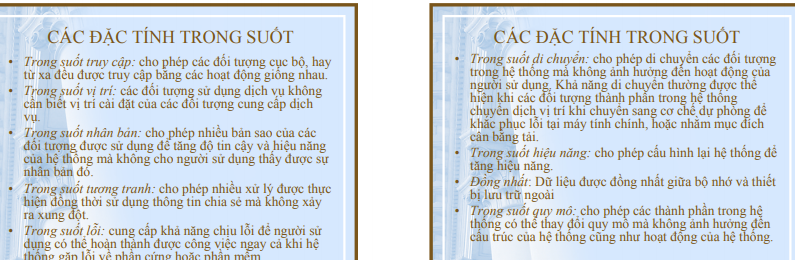 CÁC ĐẶC TÍNH TRONG SUỐT
• Trong suốt truy cập: cho phép các đối tượng cục bộ, hay
từ xa đều được truy cập bằng các hoạt động giống nhau.
• Trong suốt vị trí: các đối tượng sử dụng dịch vụ không
cần biết vị trí cài đặt của các đối tượng cung cấp dịch
vụ.
• Trong suốt nhân bản: cho phép nhiều bản sao của các
đối tượng được sử dụng để tăng độ tin cậy và hiệu năng
của hệ thống mà không cho người sử dụng thấy được sự
nhân bản đó.
• Trong suốt tương tranh: cho phép nhiều xử lý được thực
hiện đồng thời sử dụng thông tin chia sẻ mà không xảy
ra xung đột.
• Trong suốt lỗi: cung cấp khả năng chịu lỗi để người sử
dụng có thể hoàn thành được công việc ngay cả khi hệ
thống gặp lỗi về phần cứng hoặc phần mềm
CÁC ĐẶC TÍNH TRONG SUỐT
• Trong suốt di chuyển: cho phép di chuyển các đối tượng
trong hệ thống mà không ảnh hưởng đến hoạt động của
người sử dụng. Khả năng di chuyển thường được thể
hiện khi các đối tượng thành phần trong hệ thống
chuyển dịch vị trí khi chuyển sang cơ chế dự phòng để
khắc phục lỗi tại máy tính chính, hoặc nhằm mục đích
cân bằng tải.
• Trong suốt hiệu năng: cho phép cấu hình lại hệ thống để
tăng hiệu năng.
• Đồng nhất: Dữ liệu được đồng nhất giữa bộ nhớ và thiết
bị lưu trữ ngoài
• Trong suốt quy mô: cho phép các thành phần trong hệ
thống có thể thay đổi quy mô mà không ảnh hưởng đến
cấu trúc của hệ thống cũng như hoạt động của hệ thống.